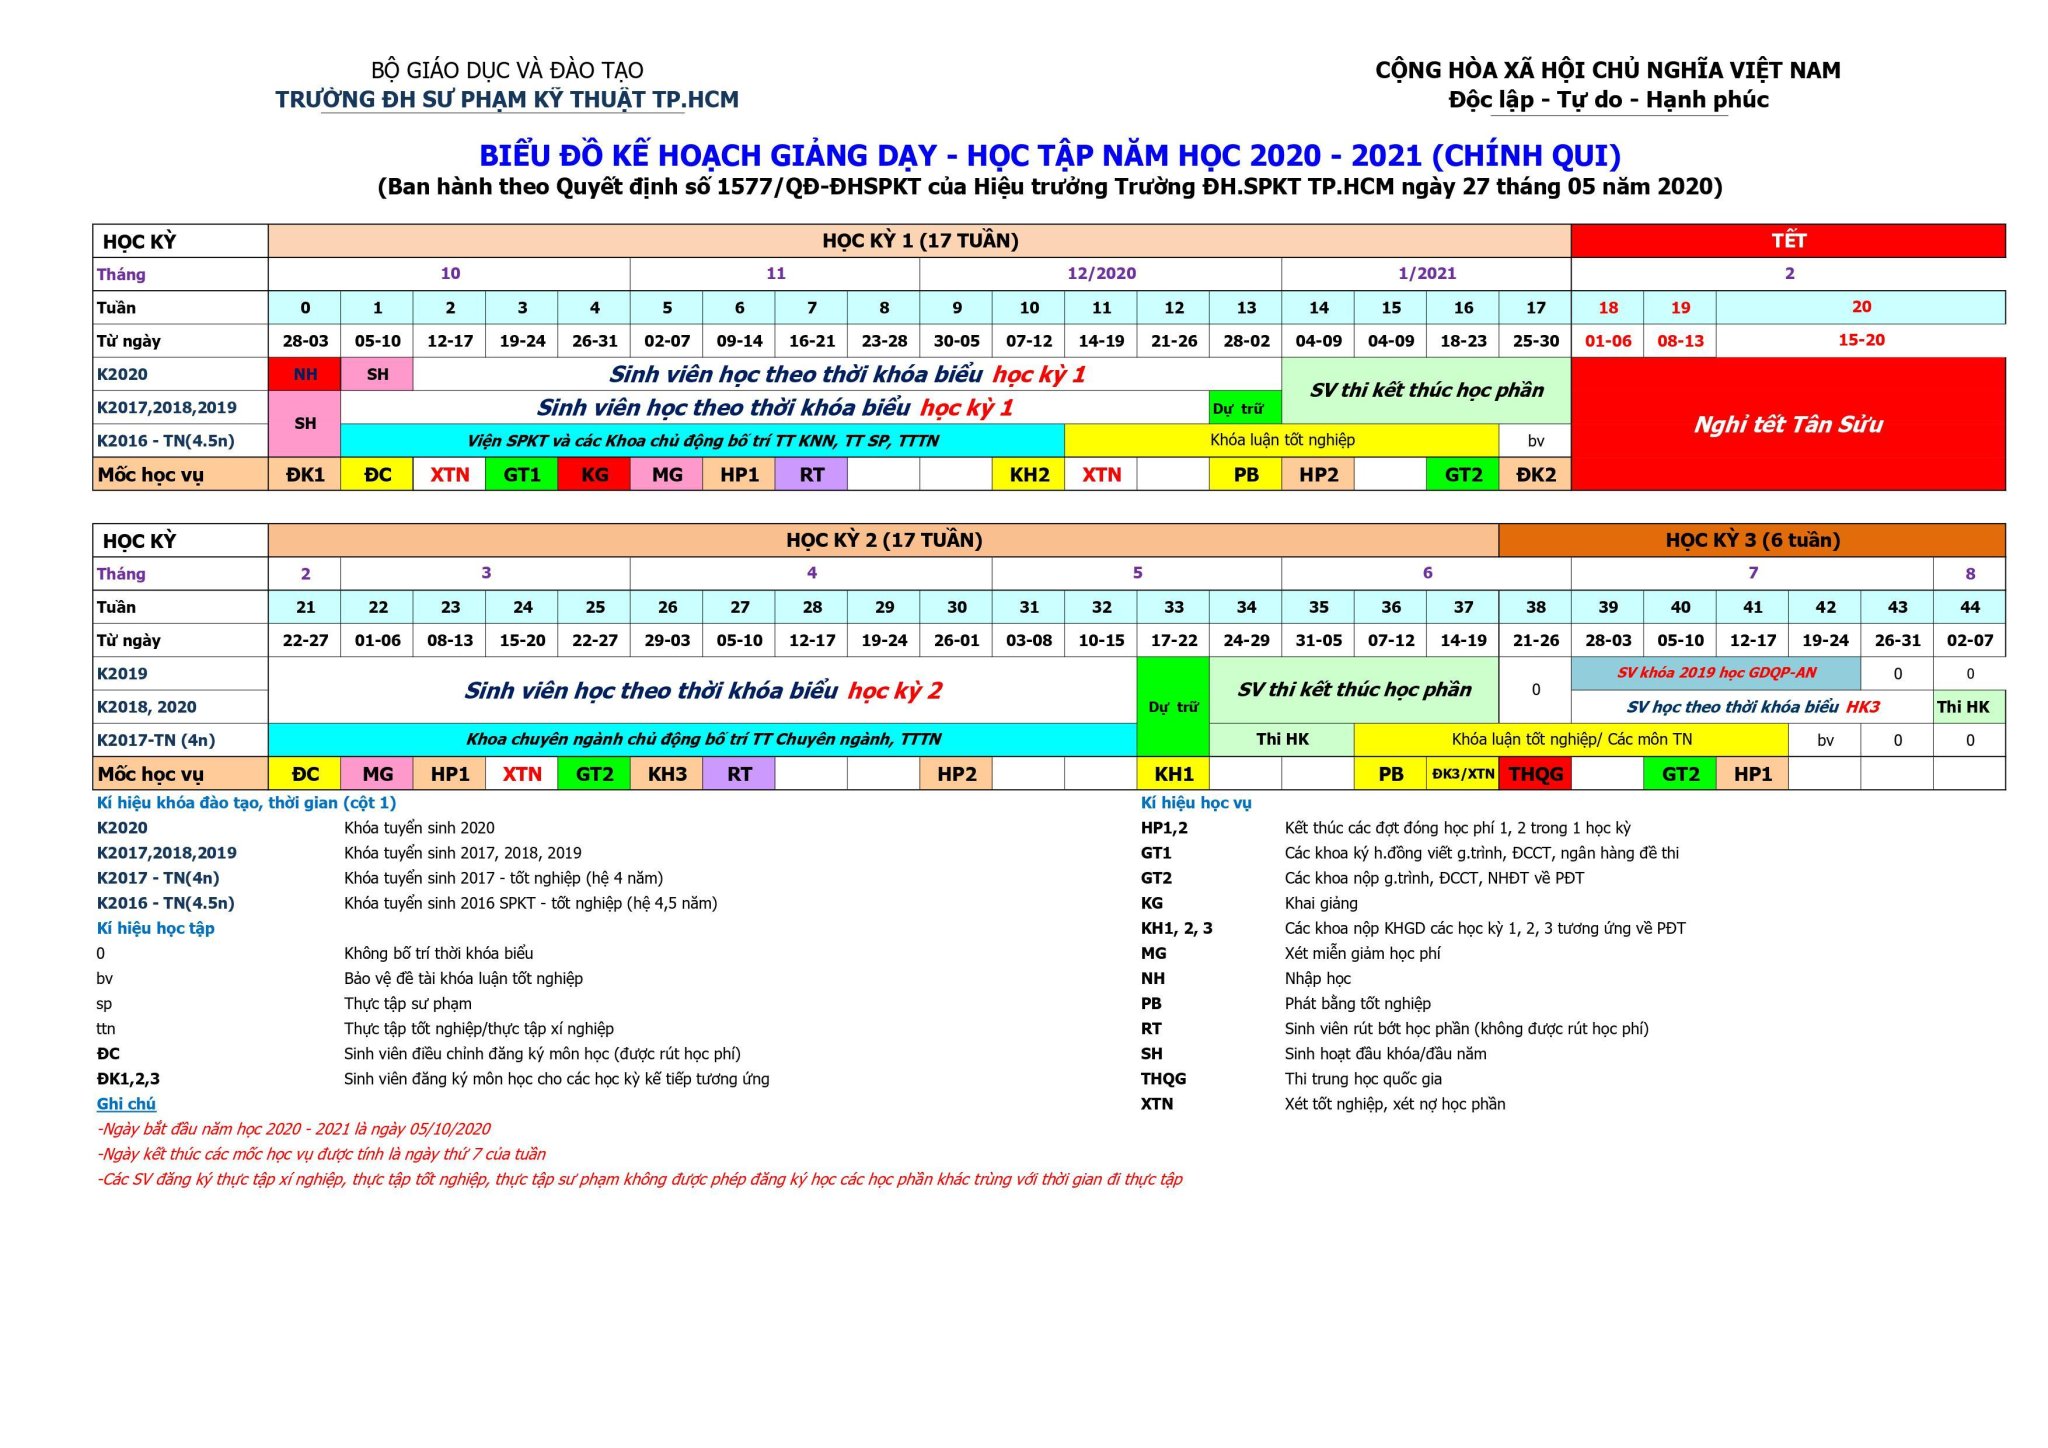 BỘ GIÁO DỤC VÀ ĐÀO TẠO
TRƯỜNG ĐH SƯ PHẠM KỸ THUẬT TP.HCM
CỘNG HÒA XÃ HỘI CHỦ NGHĨA VIỆT NAM
Độc lập - Tự do - Hạnh phúc
BIỂU ĐỒ KẾ HOẠCH GIẢNG DẠY - HỌC TẬP NĂM HỌC 2020 - 2021 (CHÍNH QUI)
(Ban hành theo Quyết định số 1577/QĐ-ĐHSPKT của Hiệu trưởng Trường ĐH.SPKT TP.HCM ngày 27 tháng 05 năm 2020)
HỌC KỲ HỌC KỲ 1 (17 TUẦN) TẾT
Tháng 10 11 12/2020 1/2021 2
Tuần 0 1 2 3 4 5 6 7 8 9 10 11 12 13 14 15 16 17 18 19 20
Từ ngày 28-03 05-10 12-17 19-24 26-31 02-07 09-14 16-21 23-28 30-05 07-12 14-19 21-26 28-02 04-09 04-09 18-23 25-30 01-06 08-13 15-20
K2020 NH SH Sinh viên học theo thời khóa biểu học kỳ 1 SV thi kết thúc học phần
K2017,2018,2019 SH Sinh viên học theo thời khóa biểu học kỳ 1 Dự trữ Nghỉ tết Tân Sửu
K2016 - TN(4.5n) Viện SPKT và các Khoa chủ động bố trí TT KNN, TT SP, TTTN Khóa luận tốt nghiệp bv
Mốc học vụ ĐK1 ĐC XTN GT1 KG MG HP1 RT KH2 XTN PB HP2 GT2 ĐK2
HỌC KỲ HỌC KỲ 2 (17 TUẦN) HỌC KỲ 3 (6 tuần)
Tháng 2 3 4 5 6 7 8
Tuần 21 22 23 24 25 26 27 28 29 30 31 32 33 34 35 36 37 38 39 40 41 42 43 44
Từ ngày 22-27 01-06 08-13 15-20 22-27 29-03 05-10 12-17 19-24 26-01 03-08 10-15 17-22 24-29 31-05 07-12 14-19 21-26 28-03 05-10 12-17 19-24 26-31 02-07
K2019 Sinh viên học theo thời khóa biểu học kỳ 2 Dự trữ SV thi kết thúc học phần 0 SV khóa 2019 học GDQP-AN 0 0
K2018, 2020 SV học theo thời khóa biểu HK3 Thi HK
K2017-TN (4n) Khoa chuyên ngành chủ động bố trí TT Chuyên ngành, TTTN Thi HK Khóa luận tốt nghiệp/ Các môn TN bv 0 0
Mốc học vụ ĐC MG HP1 XTN GT2 KH3 RT HP2 KH1 PB ĐK3/XTN THQG GT2 HP1
Kí hiệu khóa đào tạo, thời gian (cột 1)
K2020 Khóa tuyển sinh 2020
K2017,2018,2019 Khóa tuyển sinh 2017, 2018, 2019
K2017 - TN(4n) Khóa tuyển sinh 2017 - tốt nghiệp (hệ 4 năm)
K2016 - TN(4.5n) Khóa tuyển sinh 2016 SPKT - tốt nghiệp (hệ 4,5 năm)
Kí hiệu học tập
0 Không bố trí thời khóa biểu
bv Bảo vệ đề tài khóa luận tốt nghiệp
sp Thực tập sư phạm
ttn Thực tập tốt nghiệp/thực tập xí nghiệp
ĐC Sinh viên điều chỉnh đăng ký môn học (được rút học phí)
ĐK1,2,3 Sinh viên đăng ký môn học cho các học kỳ kế tiếp tương ứng
Ghi chú
-Ngày bắt đầu năm học 2020 - 2021 là ngày 05/10/2020
-Ngày kết thúc các mốc học vụ được tính là ngày thứ 7 của tuần
-Các SV đăng ký thực tập xí nghiệp, thực tập tốt nghiệp, thực tập sư phạm không được phép đăng ký học các học phần khác trùng với thời gian đi thực tập
Kí hiệu học vụ
HP1,2 Kết thúc các đợt đóng học phí 1, 2 trong 1 học kỳ
GT1 Các khoa ký h.đồng viết g.trình, ĐCCT, ngân hàng đề thi
GT2 Các khoa nộp g.trình, ĐCCT, NHĐT về PĐT
KG Khai giảng
KH1, 2, 3 Các khoa nộp KHGD các học kỳ 1, 2, 3 tương ứng về PĐT
MG Xét miễn giảm học phí
NH Nhập học
PB Phát bằng tốt nghiệp
RT Sinh viên rút bớt học phần (không được rút học phí)
SH Sinh hoạt đầu khóa/đầu năm
THQG Thi trung học quốc gia
XTN Xét tốt nghiệp, xét nợ học phần